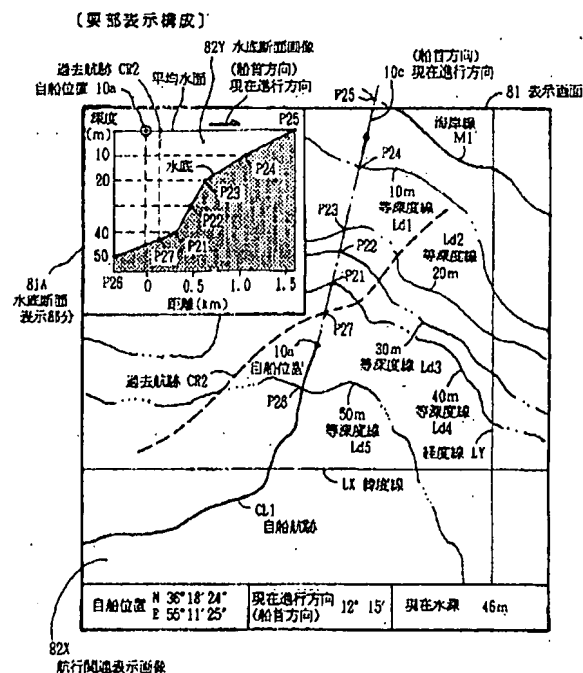 〔要部表示構成〕
82Y 水底断面画像
過去航跡 CR2
自船位置 10a
平均水面
(船首方向)
現在進行方向
(船首方向)
現在進行方向
10c
81 表示画面
P25
P25
海岸線
M1
深度
(m)
10
20
40
50
水底
P24
P23
P22
P21
P27
P26
0 0.5 1.0 1.5
距離(km)
81A
水底断面
表示部分
P24
10m
等深度線
Ld1
P23
P22
Ld2
等深度線
20m
P21
P27
30m
等深度線 Ld3
10a
自船位置
過去航跡 CR2
P28
50m
等深度線
Ld5
40m
等深度線
Ld4
経度線 LY
LX 緯度線
CL1
自船航跡
自船位置 N 36°18'24"
E 55°11'25"
現在進行方向
(船首方向) 12° 15'
現在水深 46m
82X
航行関連表示画像